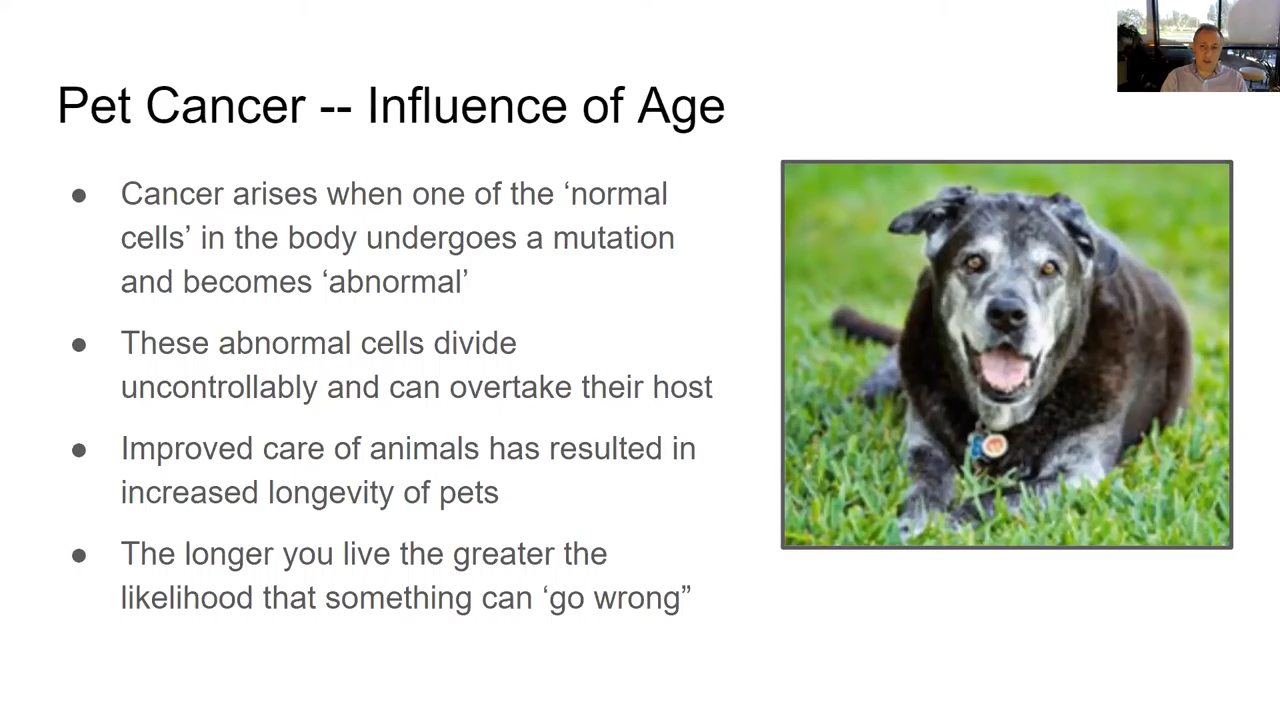 Pet Cancer -- Influence of Age
● Cancer arises when one of the ‘normal
cells’ in the body undergoes a mutation
and becomes ‘abnormal’
● These abnormal cells divide
uncontrollably and can overtake their host
● Improved care of animals has resulted in
increased longevity of pets
● The longer you live the greater the
likelihood that something can ‘go wrong”